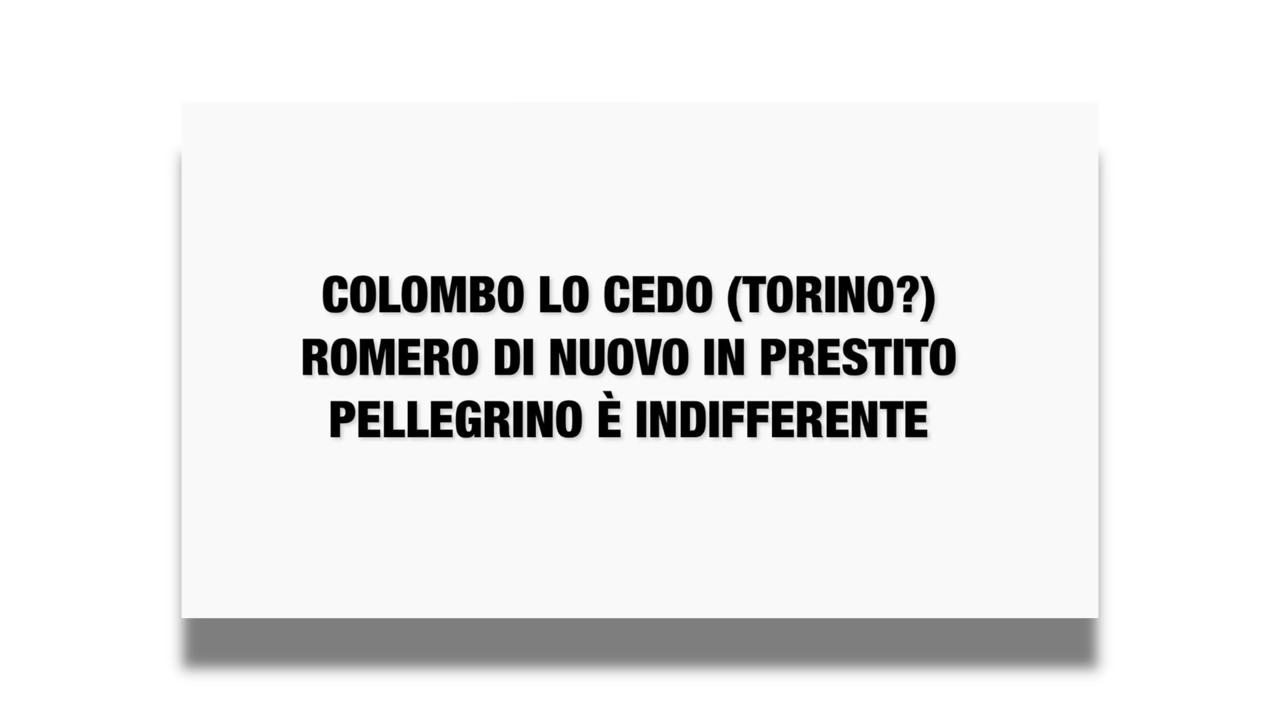 COLOMBO LO CEDO (TORINO?)
ROMERO DI NUOVO IN PRESTITO
PELLEGRINO È INDIFFERENTE